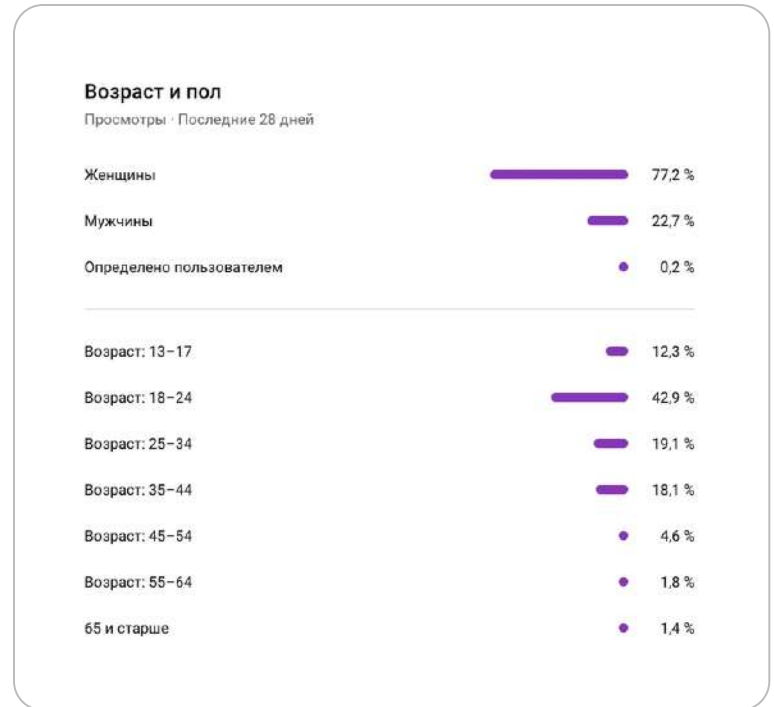 Возраст и пол
Просмотры · Последние 28 дней
Женщины 77,2 %
Мужчины 22,7 %
Определено пользователем 0,2 %
Возраст: 13–17 12,3 %
Возраст: 18–24 42,9 %
Возраст: 25–34 19,1 %
Возраст: 35–44 18,1 %
Возраст: 45–54 4,6 %
Возраст: 55–64 1,8 %
65 и старше 1,4 %